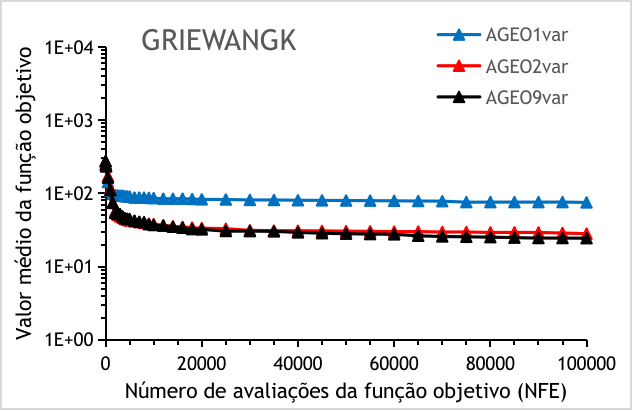 GRIEWANGK
AGEO1var
AGEO2var
AGEO9var
Valor médio da função objetivo
1E+04
1E+03
1E+02
1E+01
1E+00
0 20000 40000 60000 80000 100000
Número de avaliações da função objetivo (NFE)